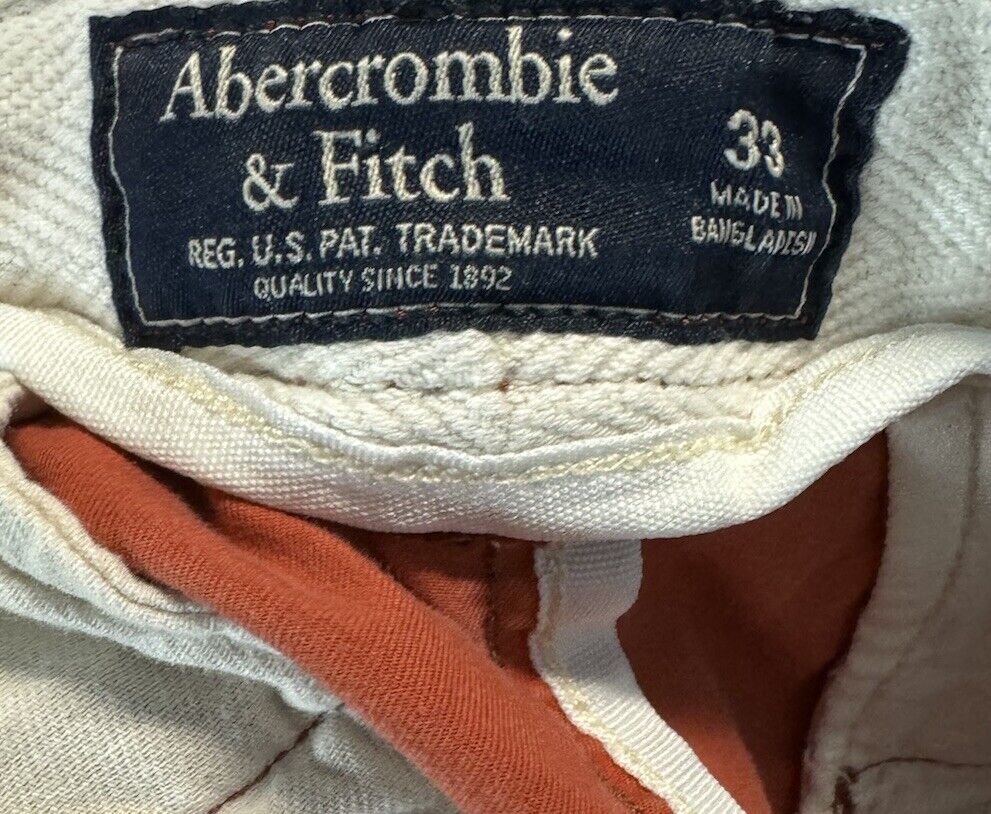 Abercrombie
& Fitch
REG. U.S. PAT. TRADEMARK
QUALITY SINCE 1892
33
MADE IN
BANGLADESH